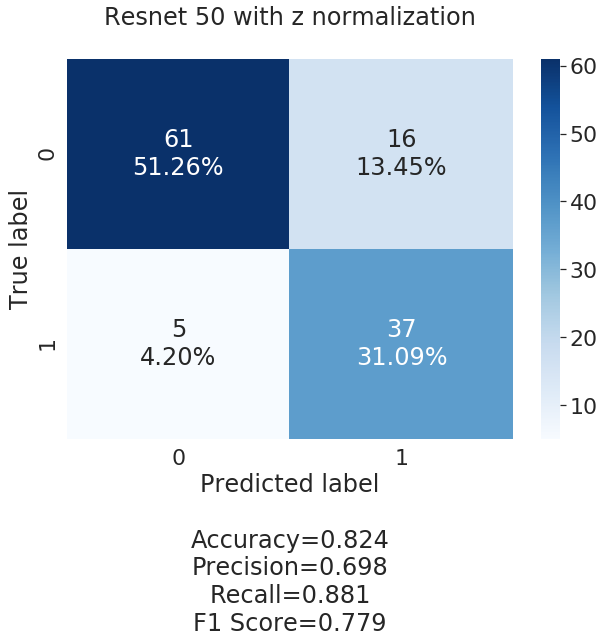 Resnet 50 with z normalization
61
51.26%
16
13.45%
5
4.20%
37
31.09%
True label
0
1
0
1
Predicted label
60
50
40
30
20
10
Accuracy=0.824
Precision=0.698
Recall=0.881
F1 Score=0.779